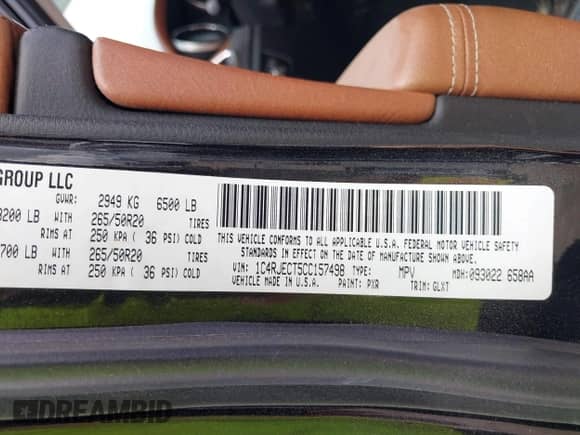 GROUP LLC
GVWR: 2949 KG 6500 LB
3200 LB WITH 265/50R20 TIRES
RIMS AT 250 KPA ( 36 PSI) COLD
700 LB WITH 265/50R20 TIRES
RIMS AT 250 KPA ( 36 PSI) COLD
THIS VEHICLE CONFORMS TO ALL APPLICABLE U.S.A. FEDERAL MOTOR VEHICLE SAFETY
STANDARDS IN EFFECT ON THE DATE OF MANUFACTURE SHOWN ABOVE.
VIN: 1C4RJECT5CC157498 TYPE: MPV MDH: 093022 658AA
VEHICLE MADE IN U.S.A. PAINT: PXR TRIM: GLXT
DREAMBID